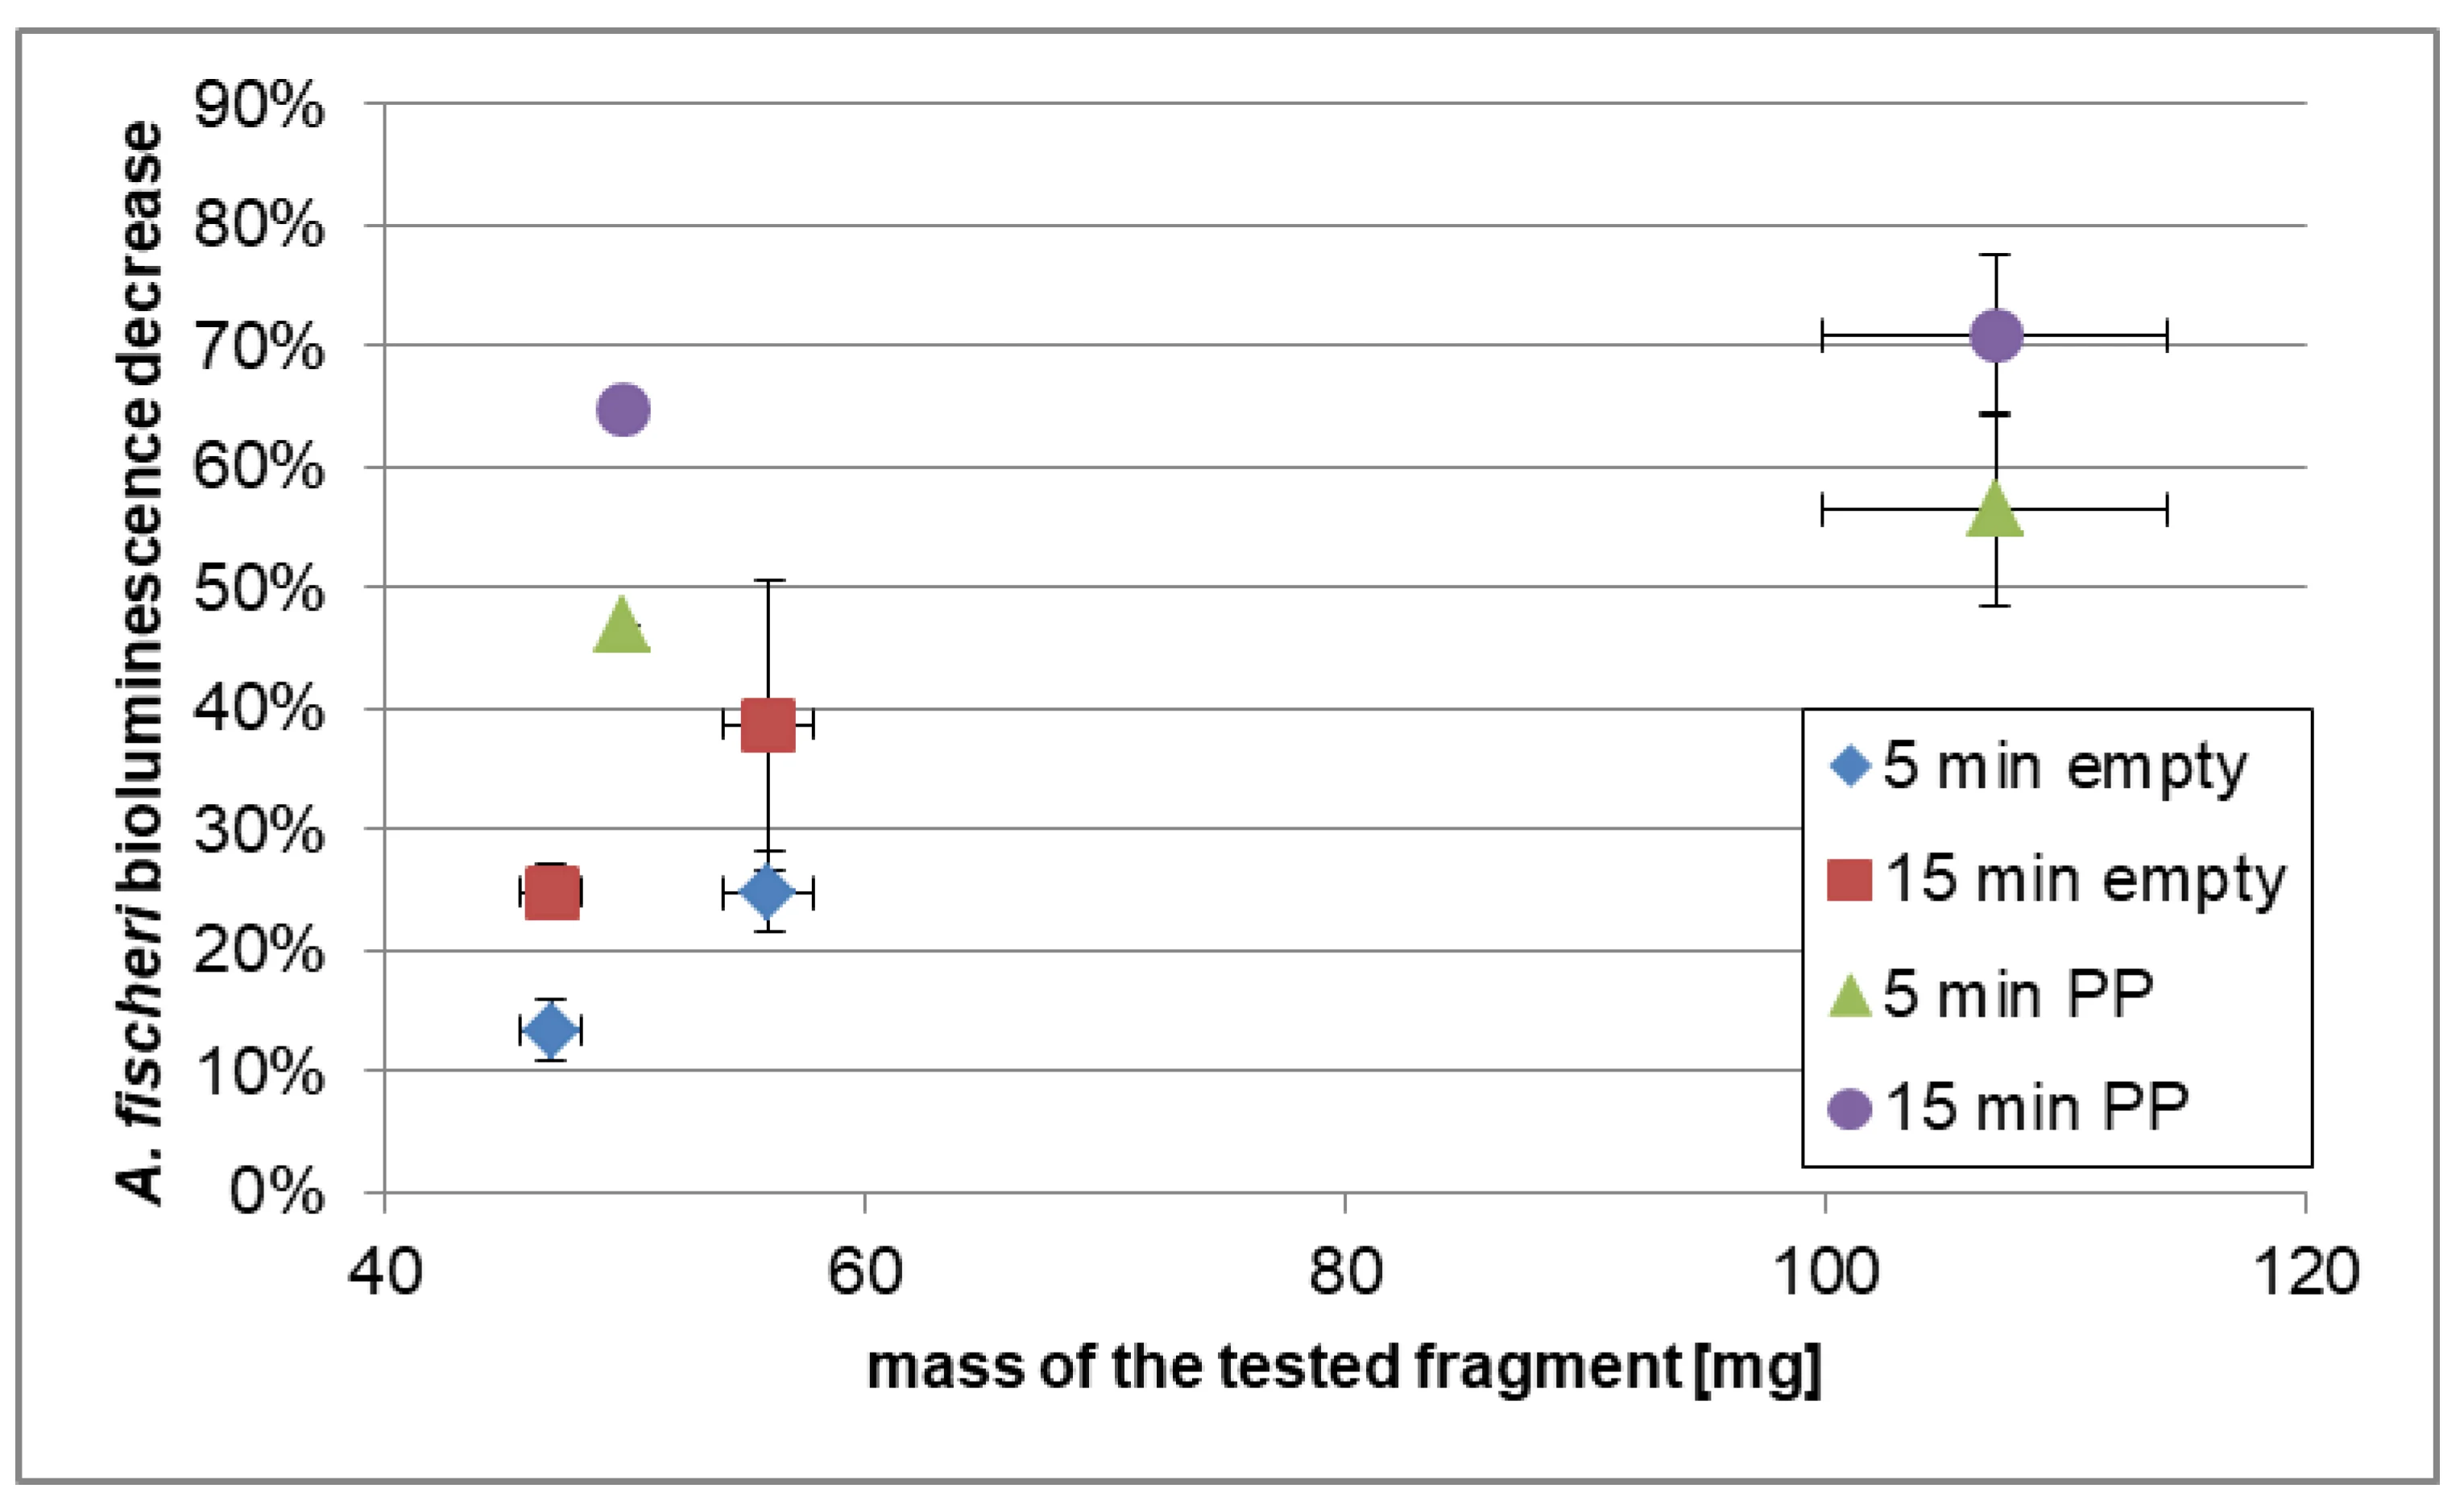 A. fischeri bioluminescence decrease
90%
80%
70%
60%
50%
40%
30%
20%
10%
0%
5 min empty
15 min empty
5 min PP
15 min PP
40 60 80 100 120
mass of the tested fragment [mg]